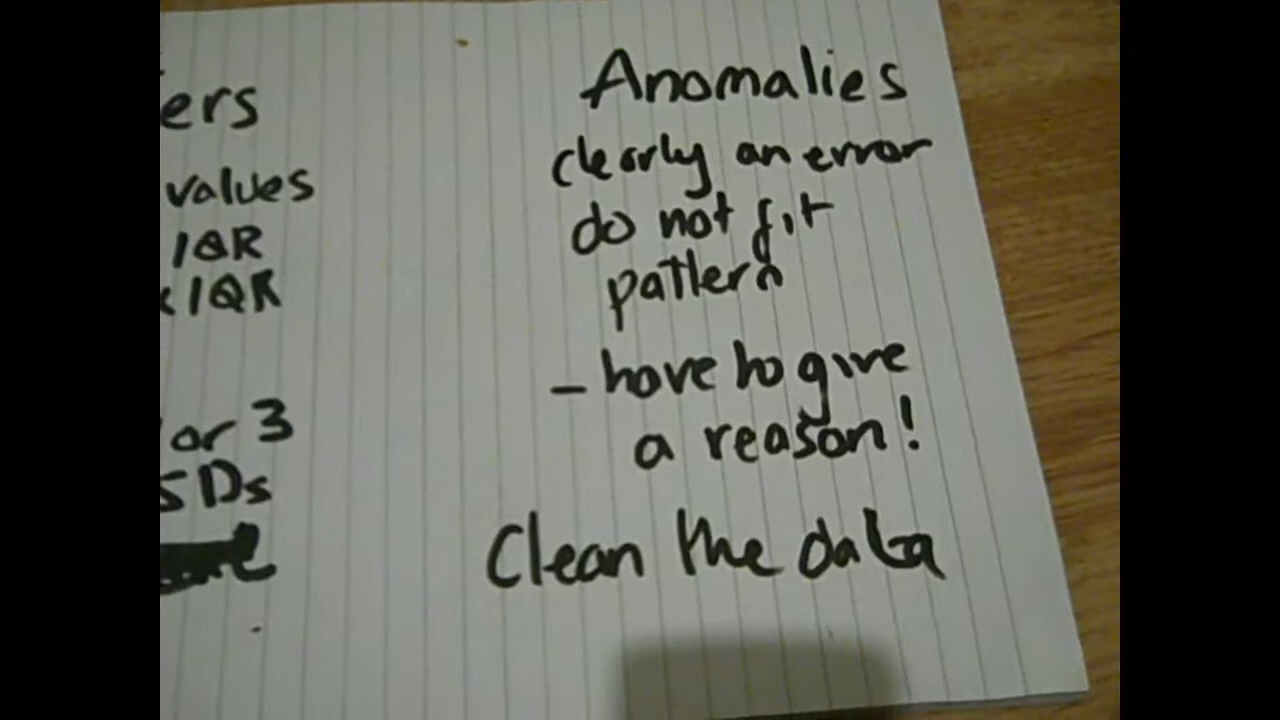 ers
values
IQR
IQR
or 3
SDs
Anomalies
clearly an error
do not fit
pattern
- have to give
a reason!
Clean the data